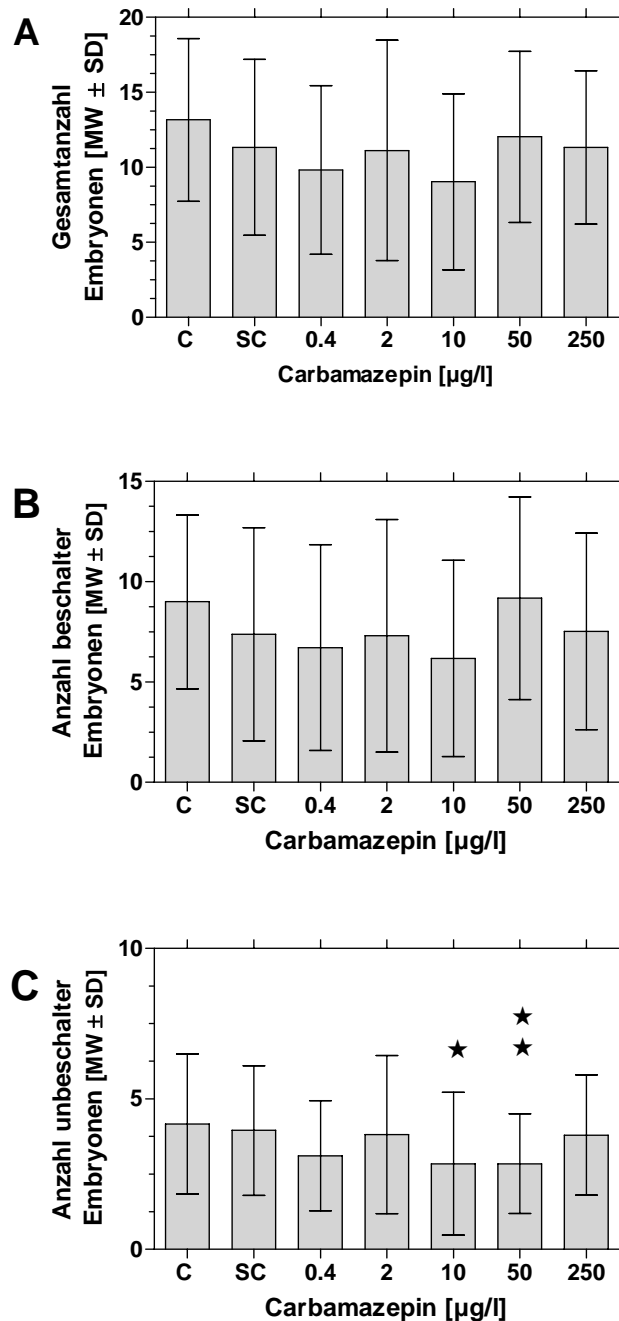 A
Gesamtanzahl
Embryonen [MW ± SD]
20
15
10
5
0
C SC 0.4 2 10 50 250
Carbamazepin [µg/l]
B
Anzahl beschalter
Embryonen [MW ± SD]
15
10
5
0
C SC 0.4 2 10 50 250
Carbamazepin [µg/l]
C
Anzahl unbeschalter
Embryonen [MW ± SD]
10
5
0
C SC 0.4 2 10 50 250
Carbamazepin [µg/l]